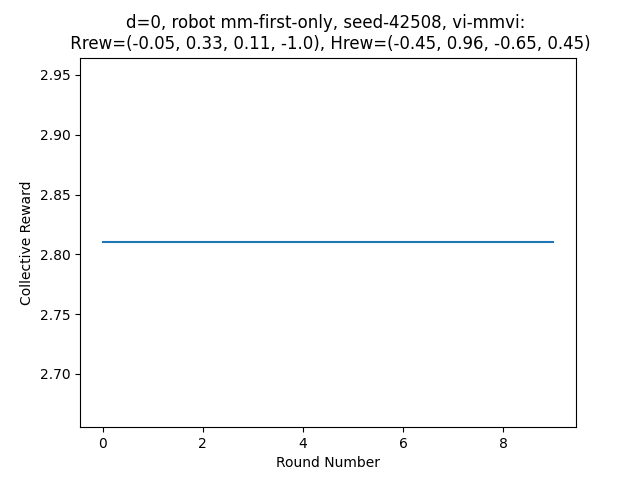 d=0, robot mm-first-only, seed-42508, vi-mmvi:
Rrew=(-0.05, 0.33, 0.11, -1.0), Hrew=(-0.45, 0.96, -0.65, 0.45)
2.95
2.90
2.85
2.80
2.75
2.70
Collective Reward
0 2 4 6 8
Round Number